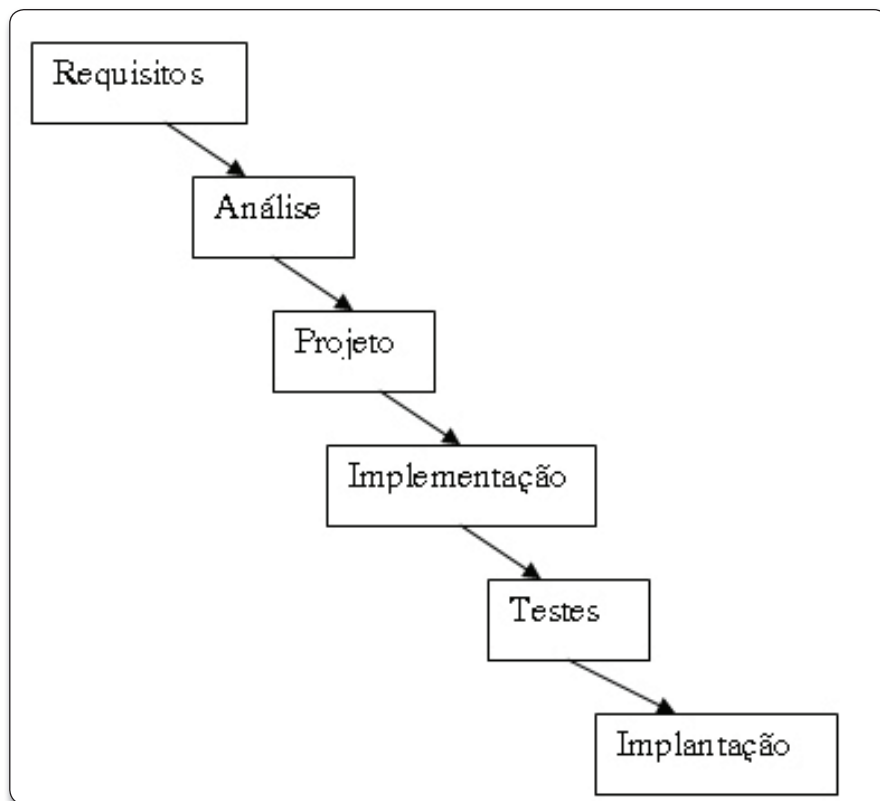 Requisitos
Análise
Projeto
Implementação
Testes
Implantação